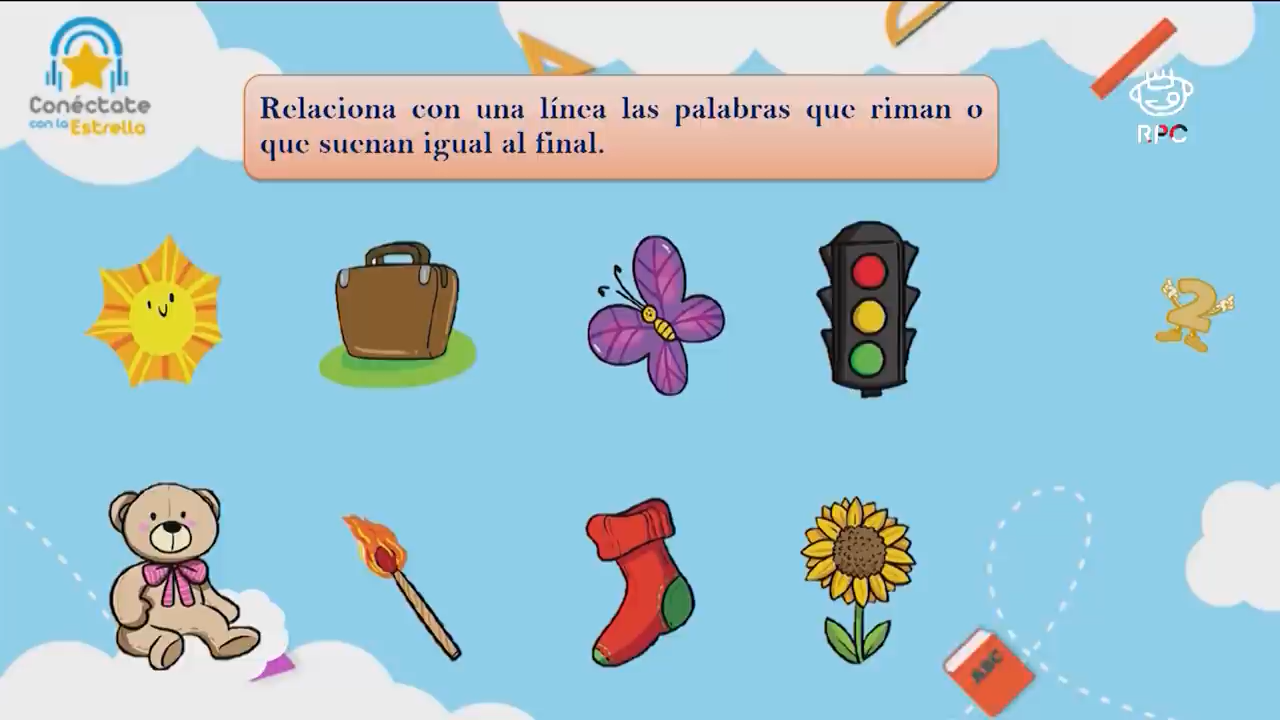 Conéctate
con la Estrella
Relaciona con una línea las palabras que riman o
que suenan igual al final.
RPC
2
ABC